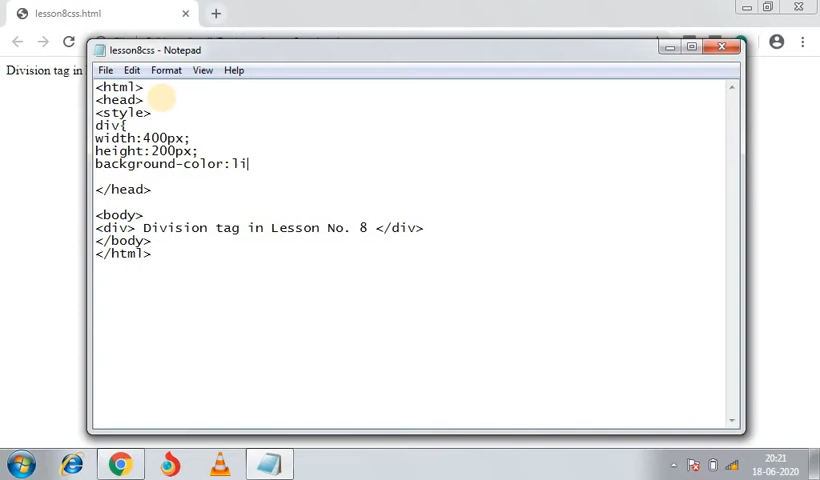 lesson8css.html
lesson8css - Notepad
Division tag in
File Edit Format View Help
<html>
<head>
<style>
div{
width:400px;
height:200px;
background-color:li
</head>
<body>
<div> Division tag in Lesson No. 8 </div>
</body>
</html>
20:21
18-06-2020